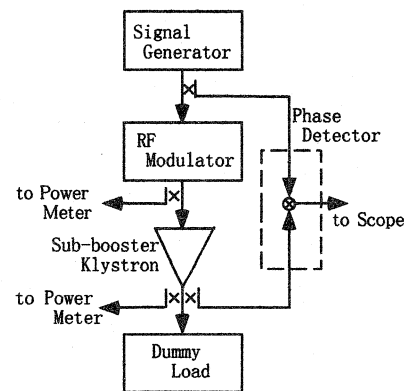 Signal
Generator
Phase
Detector
RF
Modulator
to Power
Meter
to Scope
Sub-booster
Klystron
to Power
Meter
Dummy
Load